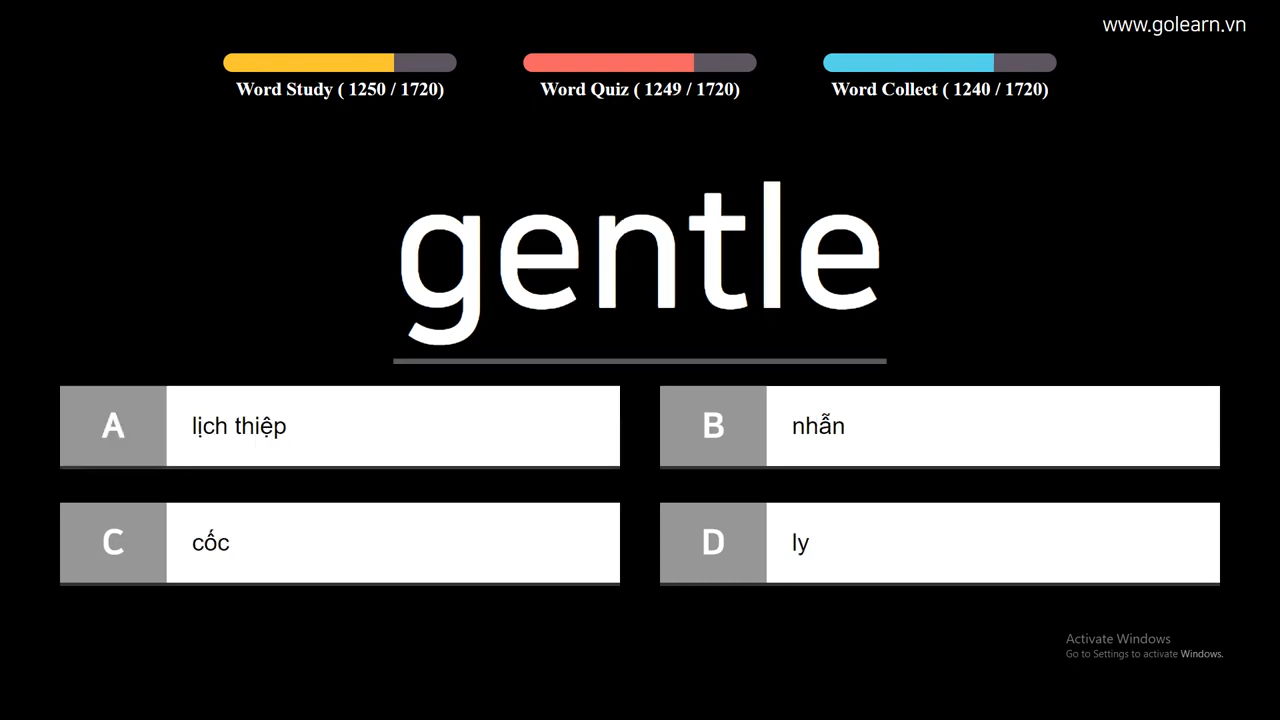 www.golearn.vn
Word Study ( 1250 / 1720)
Word Quiz ( 1249 / 1720)
Word Collect ( 1240 / 1720)
gentle
A lịch thiệp
B nhẫn
C cốc
D ly
Activate Windows
Go to Settings to activate Windows.